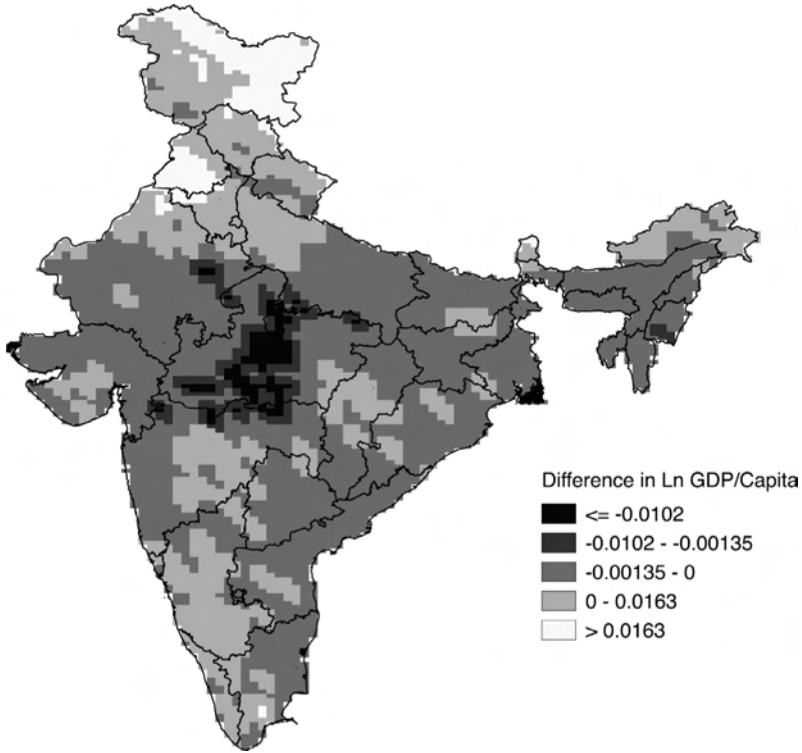 Difference in Ln GDP/Capita
<= -0.0102
-0.0102 - -0.00135
-0.00135 - 0
0 - 0.0163
> 0.0163